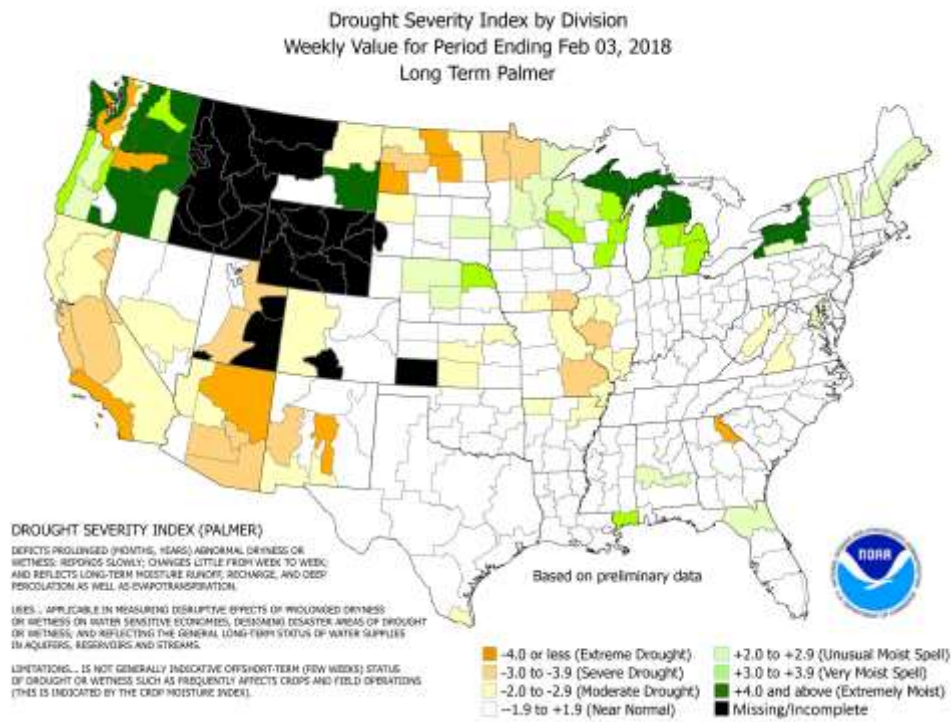 Drought Severity Index by Division
Weekly Value for Period Ending Feb 03, 2018
Long Term Palmer
DROUGHT SEVERITY INDEX (PALMER)
DEPICTS PROLONGED (MONTHS, YEARS) ABNORMAL DRYNESS OR
WETNESS; REPONDS SLOWLY; CHANGES LITTLE FROM WEEK TO WEEK;
AND REFLECTS LONG-TERM MOISTURE RUNOFF, RECHARGE, AND DEEP
PERCOLATION AS WELL AS EVAPOTRANSPIRATION.
USES... APPLICABLE IN MEASURING DISRUPTIVE EFFECTS OF PROLONGED DRYNESS
OR WETNESS ON WATER SENSITIVE ECONOMIES, DESIGNING DISASTER AREAS OF DROUGHT
OR WETNESS; AND REFLECTING THE GENERAL LONG-TERM STATUS OF WATER SUPPLIES
IN AQUIFERS, RESERVOIRS AND STREAMS.
LIMITATIONS... IS NOT GENERALLY INDICATIVE OFFSHORT-TERM (FEW WEEKS) STATUS
OF DROUGHT OR WETNESS SUCH AS FREQUENTLY AFFECTS CROPS AND FIELD OPERATIONS
(THIS IS INDICATED BY THE CROP MOISTURE INDEX).
Based on preliminary data
NOAA
-4.0 or less (Extreme Drought)
-3.0 to -3.9 (Severe Drought)
-2.0 to -2.9 (Moderate Drought)
-1.9 to +1.9 (Near Normal)
+2.0 to +2.9 (Unusual Moist Spell)
+3.0 to +3.9 (Very Moist Spell)
+4.0 and above (Extremely Moist)
Missing/Incomplete